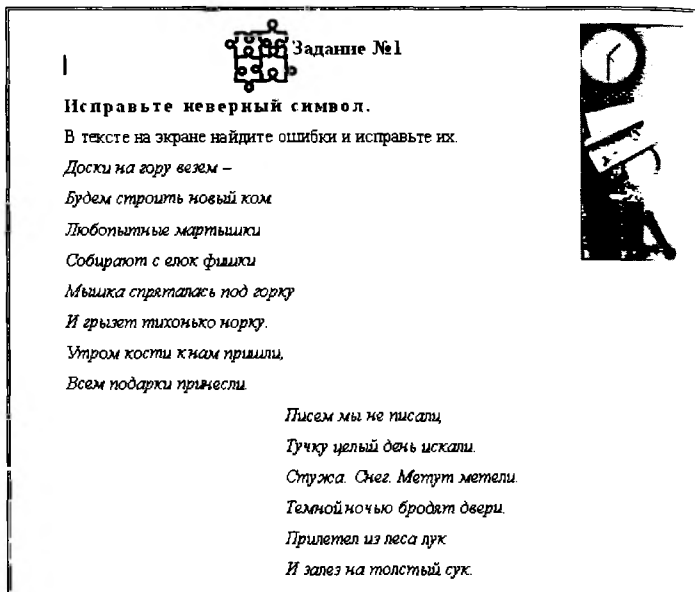 Задание №1
Исправьте неверный символ.
В тексте на экране найдите ошибки и исправьте их.
Доски на гору везем –
Будем строить новый ком
Любопытные мартышки
Собирают с елок фишки
Мышка спряталась под горку
И грызет тихонько норку.
Утром кости к нам пришли,
Всем подарки принесли.
Писем мы не писали,
Тучку целый день искали.
Стужа. Снег. Метут метели.
Темной ночью бродят двери.
Прилетел из леса лук
И залез на толстый сук.